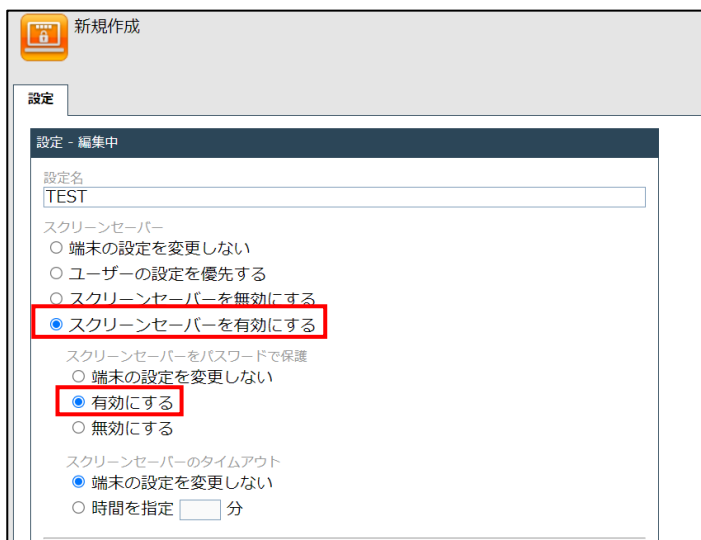 新規作成
設定
設定 - 編集中
設定名
TEST
スクリーンセーバー
端末の設定を変更しない
ユーザーの設定を優先する
スクリーンセーバーを無効にする
スクリーンセーバーを有効にする
スクリーンセーバーをパスワードで保護
端末の設定を変更しない
有効にする
無効にする
スクリーンセーバーのタイムアウト
端末の設定を変更しない
時間を指定 分